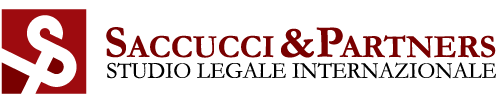 SACCUCCI & PARTNERS
STUDIO LEGALE INTERNAZIONALE